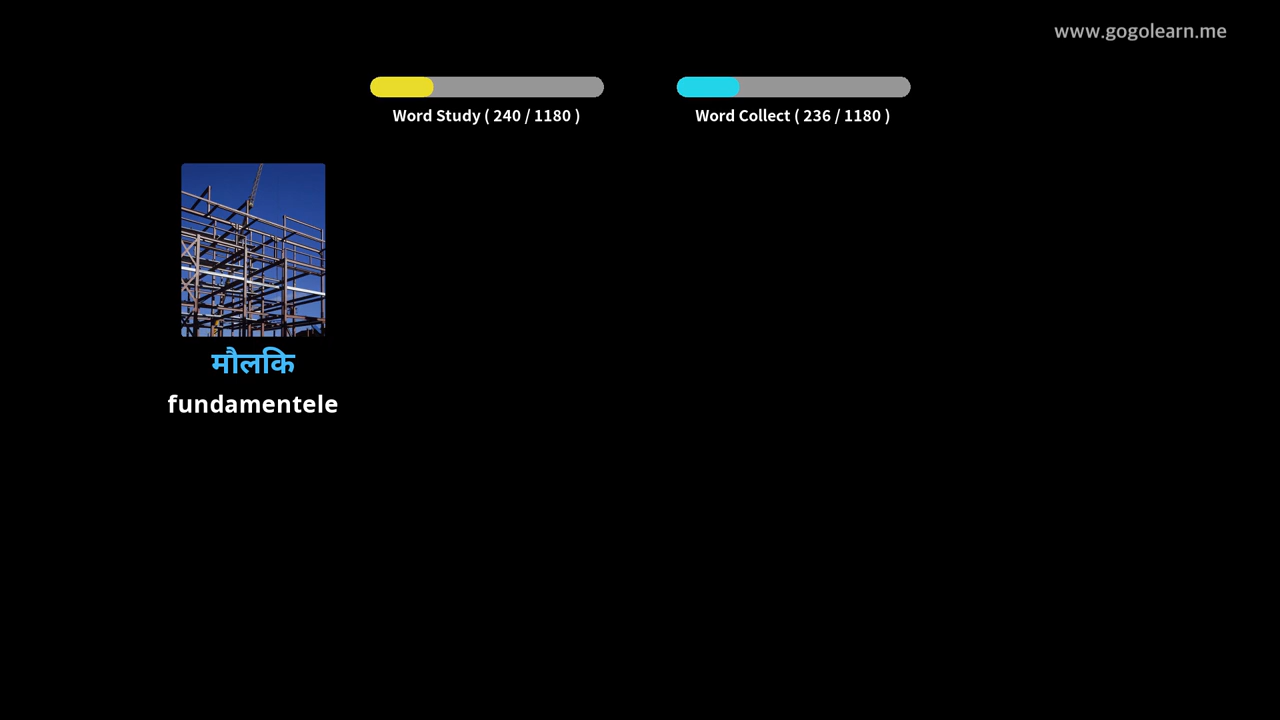 www.gogolearn.me
Word Study ( 240 / 1180 )
Word Collect ( 236 / 1180 )
मौलकि
fundamentele